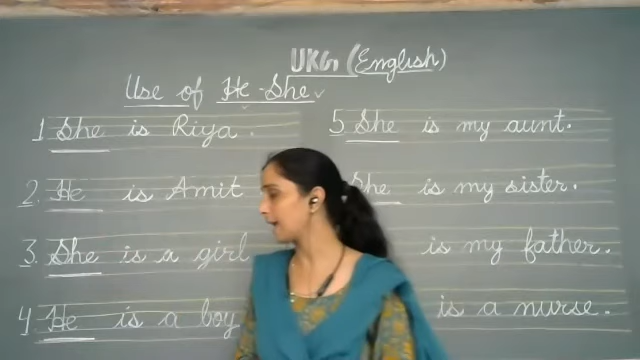 UKG (English)
Use of He - She
1 She is Riya.
2. He is Amit
3. She is a girl
4. He is a boy
5 She is my aunt.
She is my sister.
is my father.
is a nurse.